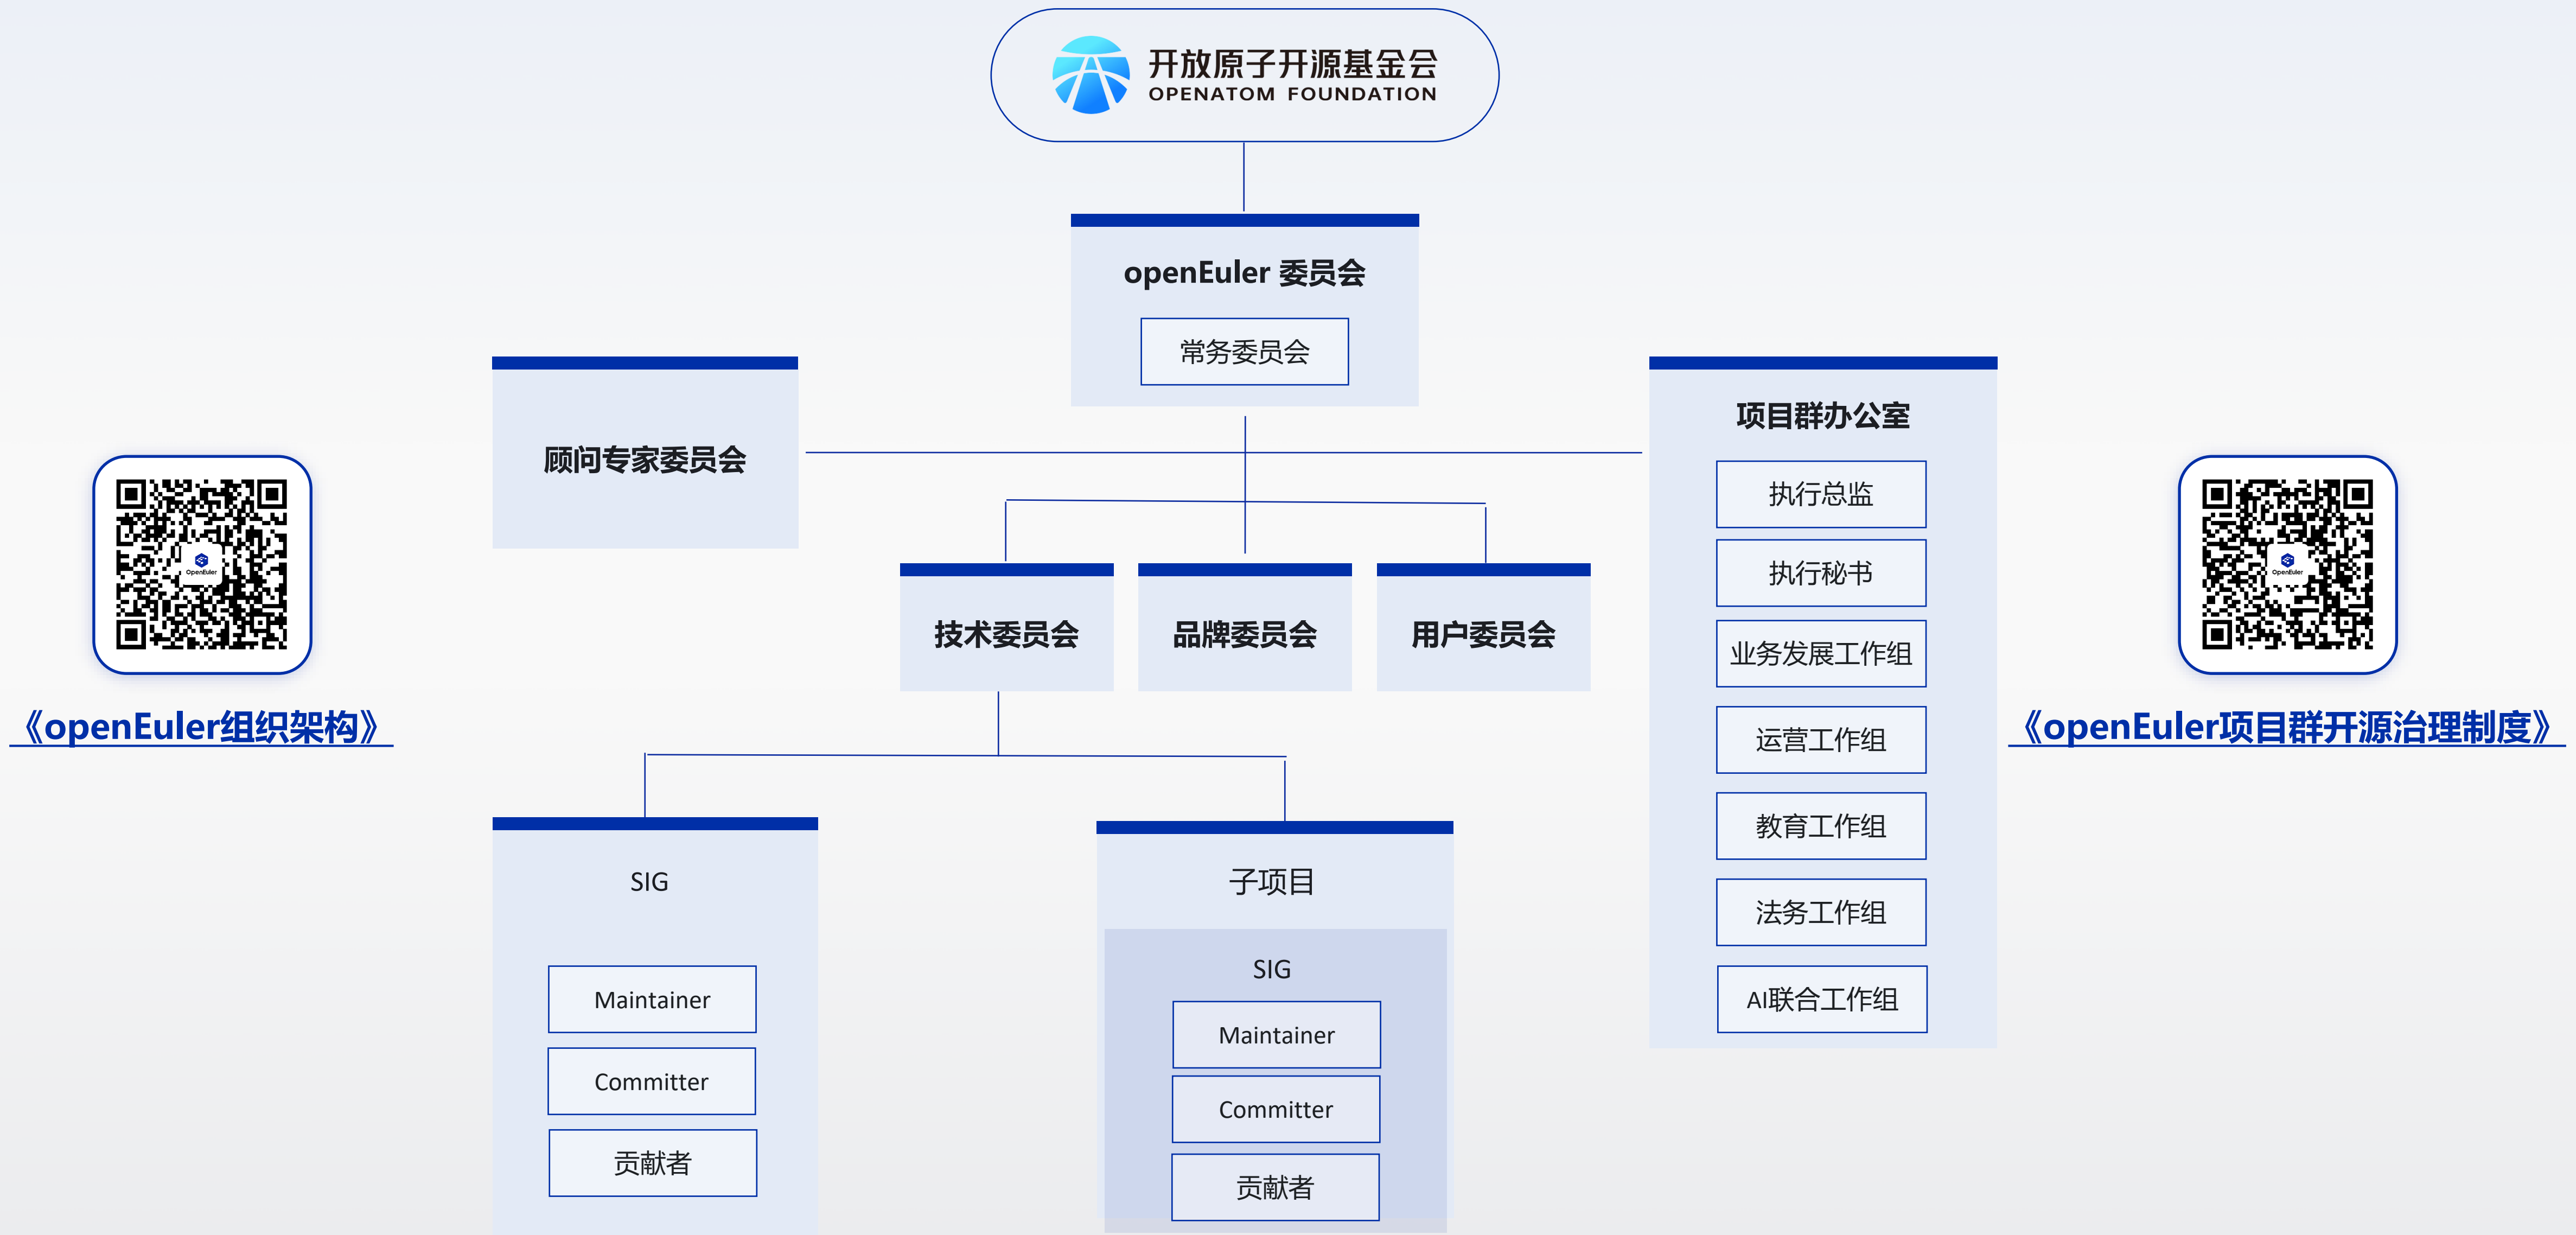 开放原子开源基金会
OPENATOM FOUNDATION
openEuler 委员会
常务委员会
顾问专家委员会
项目群办公室
执行总监
执行秘书
业务发展工作组
运营工作组
教育工作组
法务工作组
AI联合工作组
技术委员会
品牌委员会
用户委员会
OpenEuler
《openEuler组织架构》
OpenEuler
《openEuler项目群开源治理制度》
SIG
Maintainer
Committer
贡献者
子项目
SIG
Maintainer
Committer
贡献者